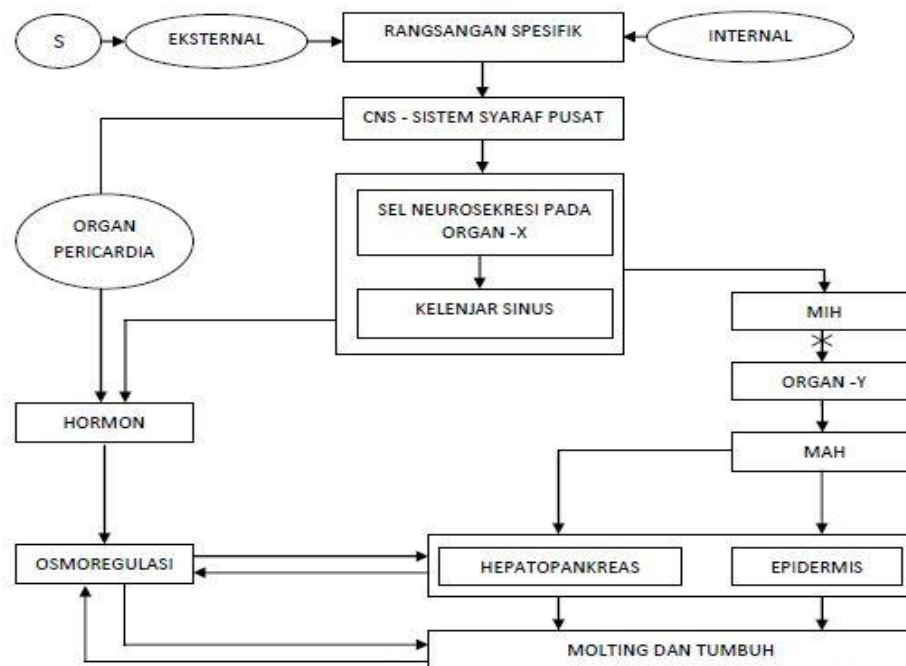 S
EKSTERNAL
RANGSANGAN SPESIFIK
INTERNAL
CNS - SISTEM SYARAF PUSAT
SEL NEUROSEKRESI PADA
ORGAN -X
ORGAN
PERICARDIA
KELENJAR SINUS
MIH
ORGAN -Y
HORMON
MAH
OSMOREGULASI
HEPATOPANKREAS
EPIDERMIS
MOLTING DAN TUMBUH